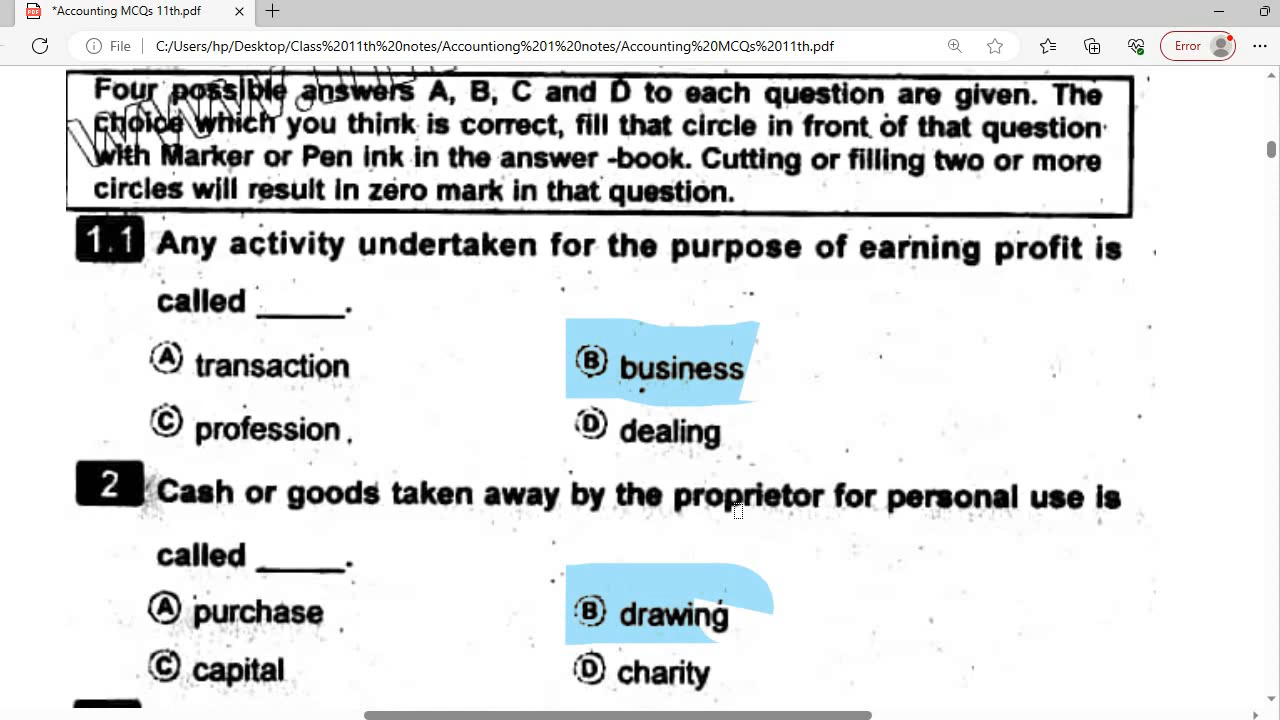 *Accounting MCQs 11th.pdf
File C:/Users/hp/Desktop/Class%2011th%20notes/Accountiong%201%20notes/Accounting%20MCQs%2011th.pdf Error
Four possible answers A, B, C and D to each question are given. The
choice which you think is correct, fill that circle in front of that question
with Marker or Pen ink in the answer -book. Cutting or filling two or more
circles will result in zero mark in that question.
1.1 Any activity undertaken for the purpose of earning profit is
called _____.
A transaction B business
C profession. D dealing
2 Cash or goods taken away by the proprietor for personal use is
called _____.
A purchase B drawing
C capital D charity